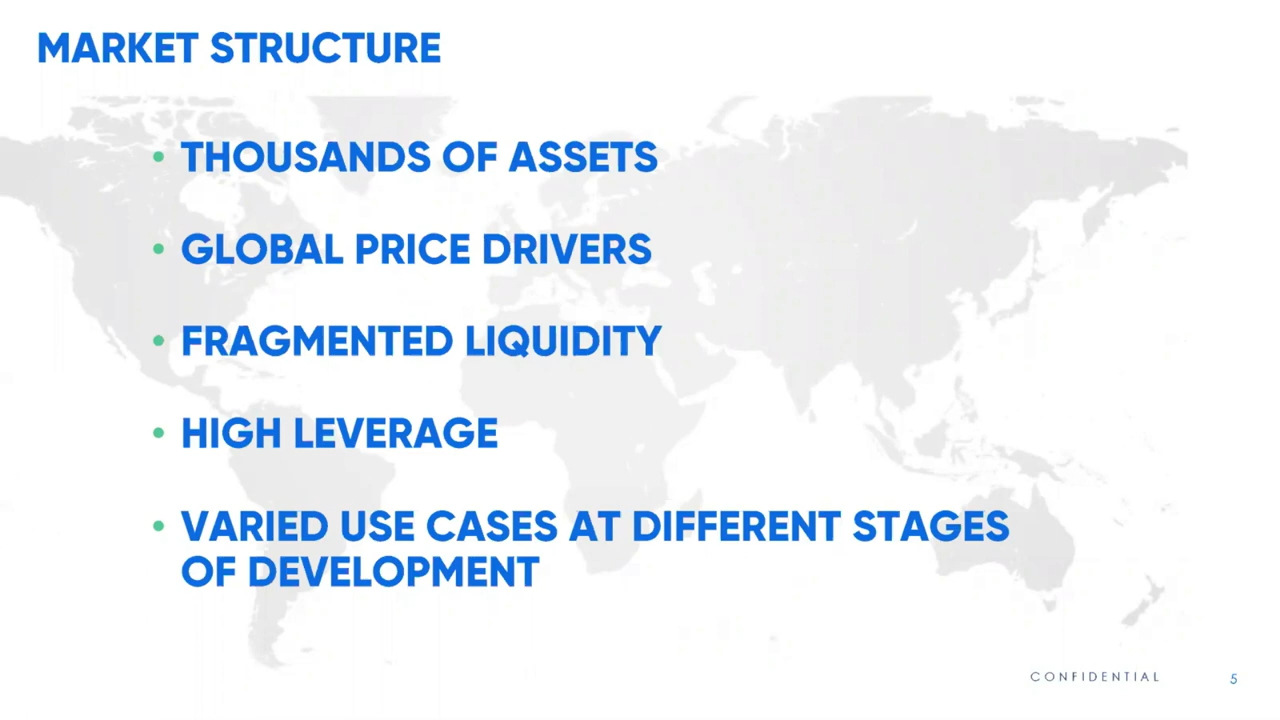 MARKET STRUCTURE
• THOUSANDS OF ASSETS
• GLOBAL PRICE DRIVERS
• FRAGMENTED LIQUIDITY
• HIGH LEVERAGE
• VARIED USE CASES AT DIFFERENT STAGES
OF DEVELOPMENT
CONFIDENTIAL 5